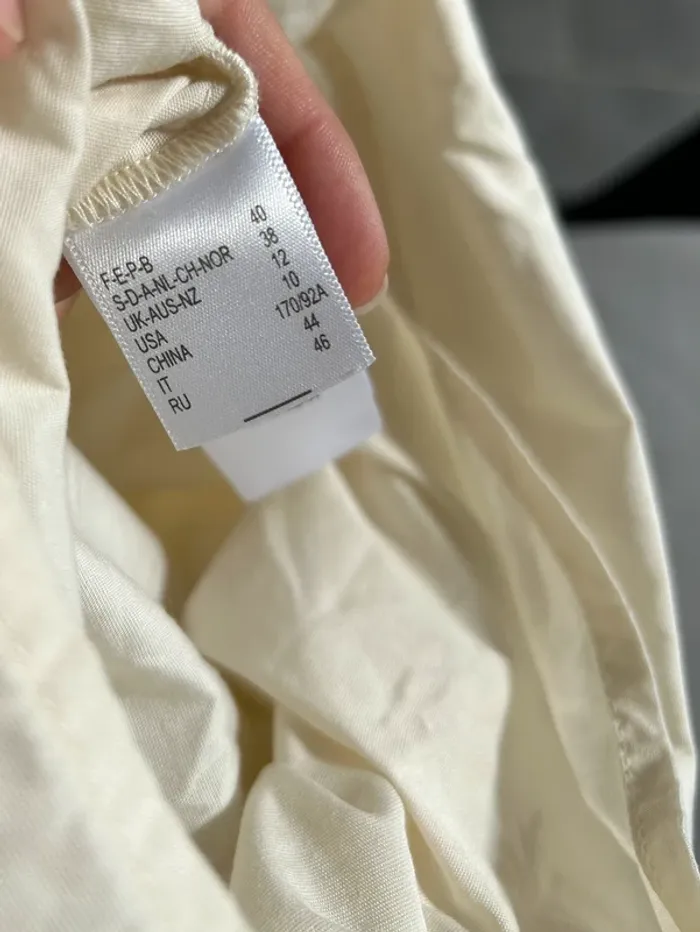 F-E-P-B 40
S-D-A-NL-CH-NOR 38
UK-AUS-NZ 12
USA 10
CHINA 170/92A
IT 44
RU 46